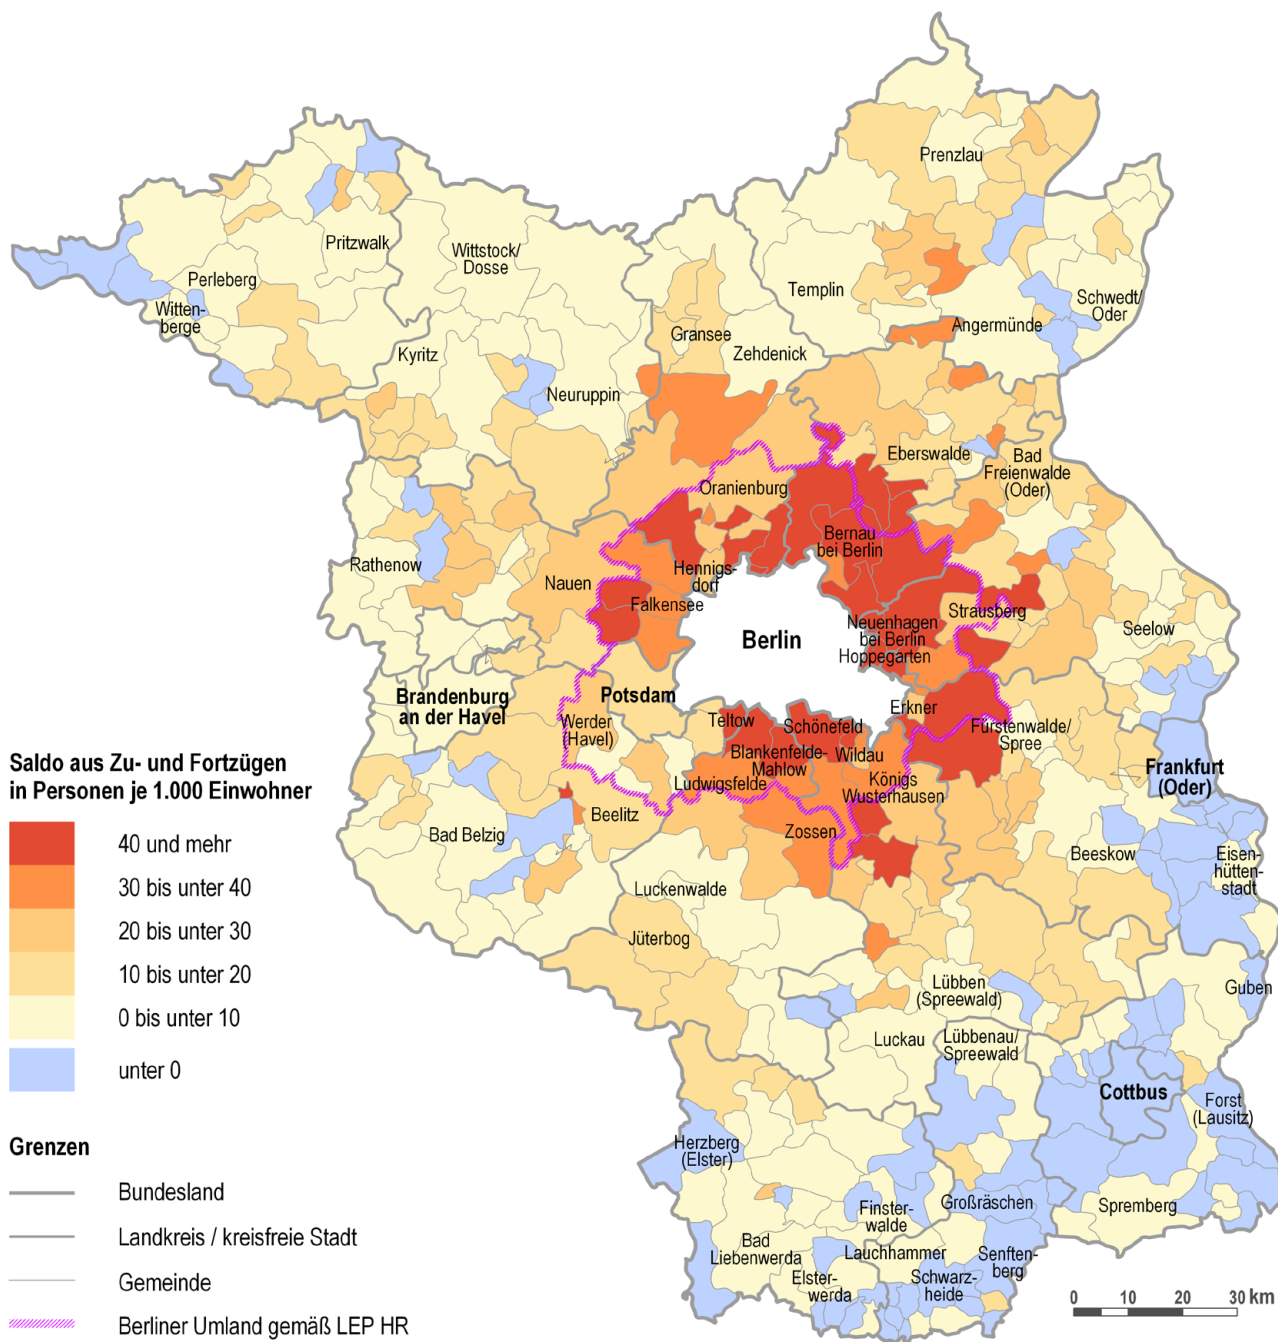 Prenzlau
Pritzwalk
Wittstock/
Dosse
Perleberg
Templin
Schwedt/
Oder
Witten-
berge
Angermünde
Gransee
Zehdenick
Kyritz
Neuruppin
Eberswalde
Bad
Freienwalde
(Oder)
Oranienburg
Bernau
bei Berlin
Rathenow
Nauen
Hennigs-
dorf
Falkensee
Strausberg
Neuenhagen
bei Berlin
Hoppegarten
Seelow
Berlin
Brandenburg
an der Havel
Potsdam
Erkner
Werder
(Havel)
Teltow
Schönefeld
Fürstenwalde/
Spree
Blankenfelde-
Mahlow
Wildau
Frankfurt
(Oder)
Ludwigsfelde
Königs
Wusterhausen
Saldo aus Zu- und Fortzügen
in Personen je 1.000 Einwohner
40 und mehr
30 bis unter 40
20 bis unter 30
10 bis unter 20
0 bis unter 10
unter 0
Beelitz
Zossen
Bad Belzig
Beeskow
Eisen-
hütten-
stadt
Luckenwalde
Jüterbog
Lübben
(Spreewald)
Guben
Luckau
Lübbenau/
Spreewald
Cottbus
Forst
(Lausitz)
Herzberg
(Elster)
Großräschen
Spremberg
Finster-
walde
Bad
Liebenwerda
Lauchhammer
Senften-
berg
Elster-
werda
Schwarz-
heide
Grenzen
Bundesland
Landkreis / kreisfreie Stadt
Gemeinde
Berliner Umland gemäß LEP HR
0 10 20 30 km